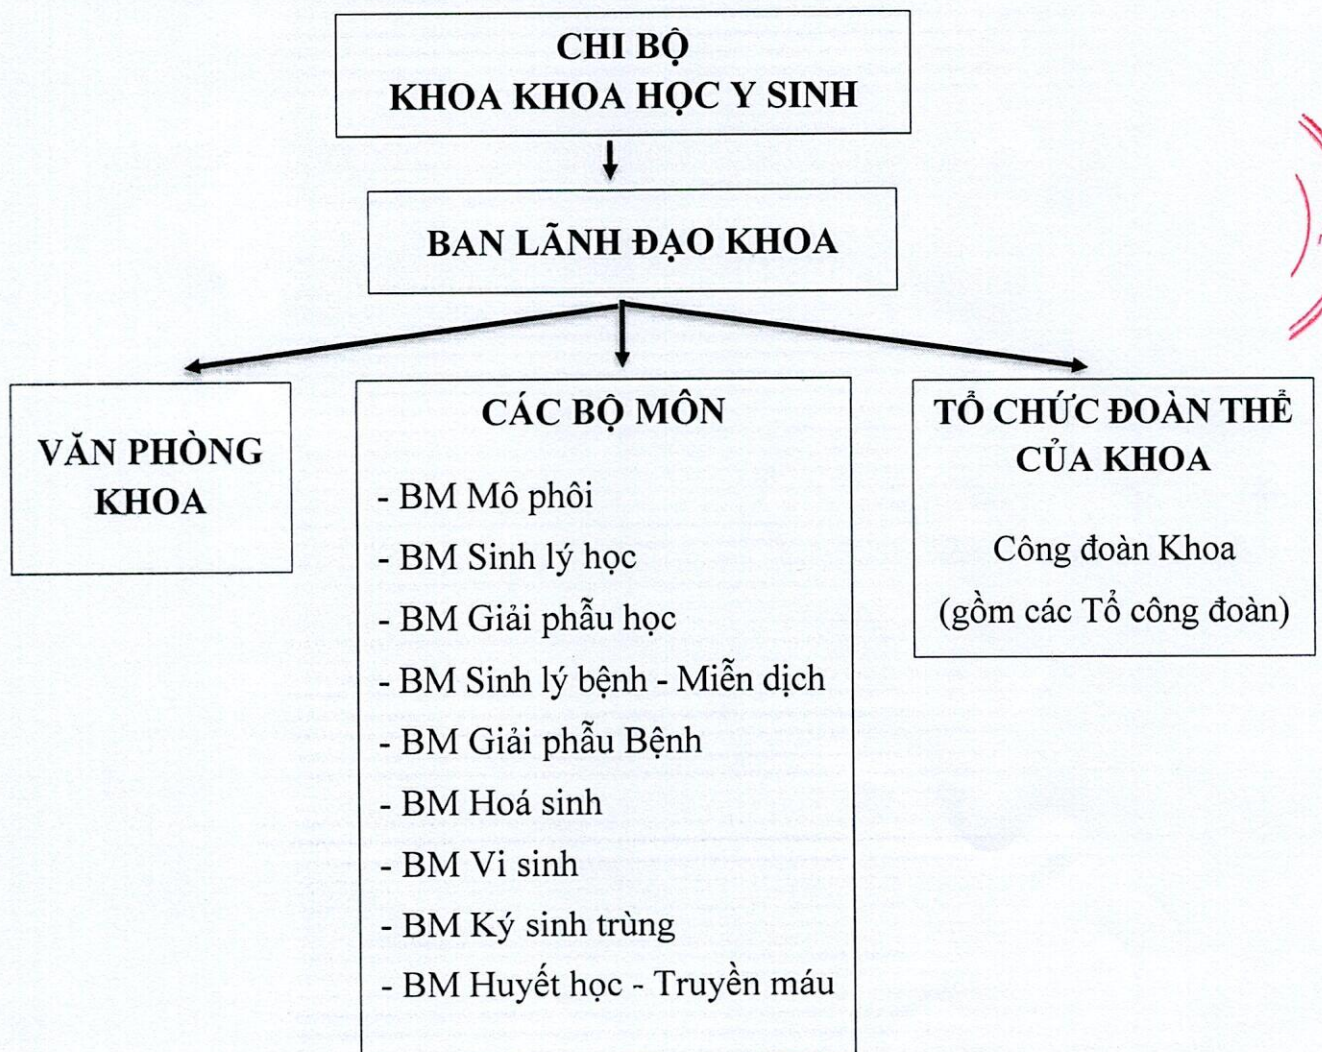 CHI BỘ
KHOA KHOA HỌC Y SINH
BAN LÃNH ĐẠO KHOA
VĂN PHÒNG
KHOA
CÁC BỘ MÔN
- BM Mô phôi
- BM Sinh lý học
- BM Giải phẫu học
- BM Sinh lý bệnh - Miễn dịch
- BM Giải phẫu Bệnh
- BM Hoá sinh
- BM Vi sinh
- BM Ký sinh trùng
- BM Huyết học - Truyền máu
TỔ CHỨC ĐOÀN THỂ
CỦA KHOA
Công đoàn Khoa
(gồm các Tổ công đoàn)